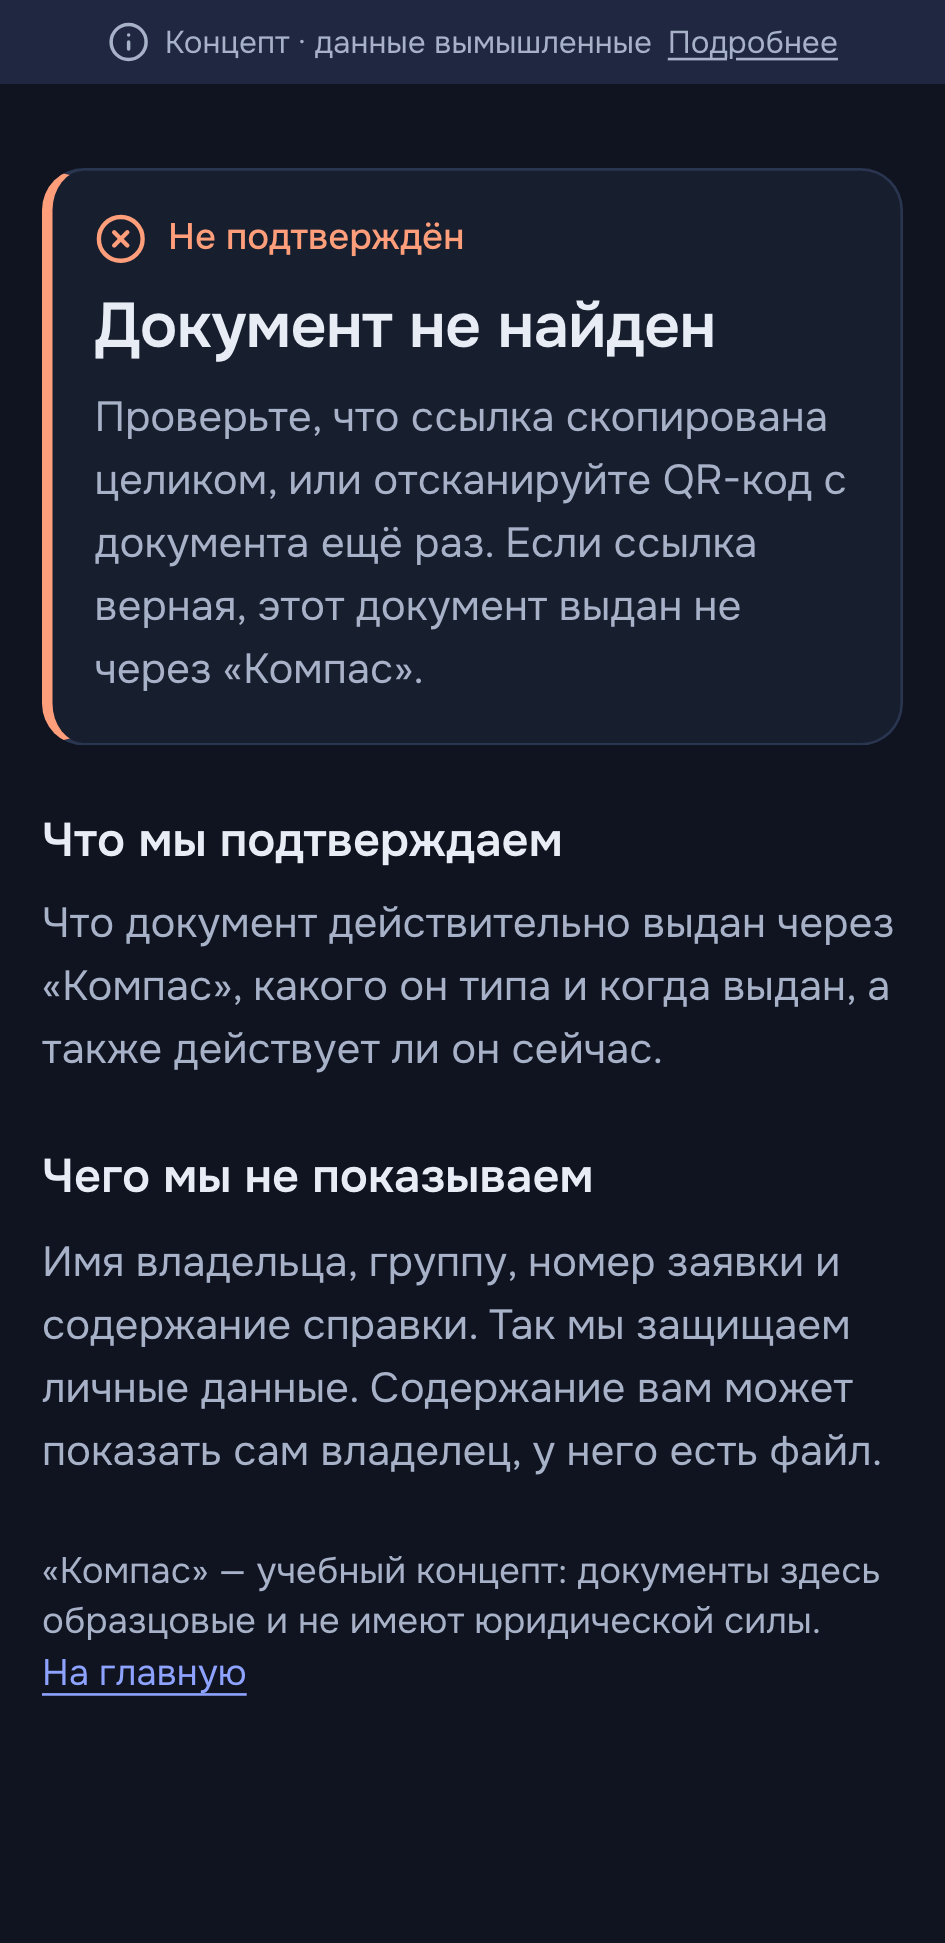 Концепт · данные вымышленные Подробнее
Не подтверждён
Документ не найден
Проверьте, что ссылка скопирована
целиком, или отсканируйте QR-код с
документа ещё раз. Если ссылка
верная, этот документ выдан не
через «Компас».
Что мы подтверждаем
Что документ действительно выдан через
«Компас», какого он типа и когда выдан, а
также действует ли он сейчас.
Чего мы не показываем
Имя владельца, группу, номер заявки и
содержание справки. Так мы защищаем
личные данные. Содержание вам может
показать сам владелец, у него есть файл.
«Компас» — учебный концепт: документы здесь
образцовые и не имеют юридической силы.
На главную